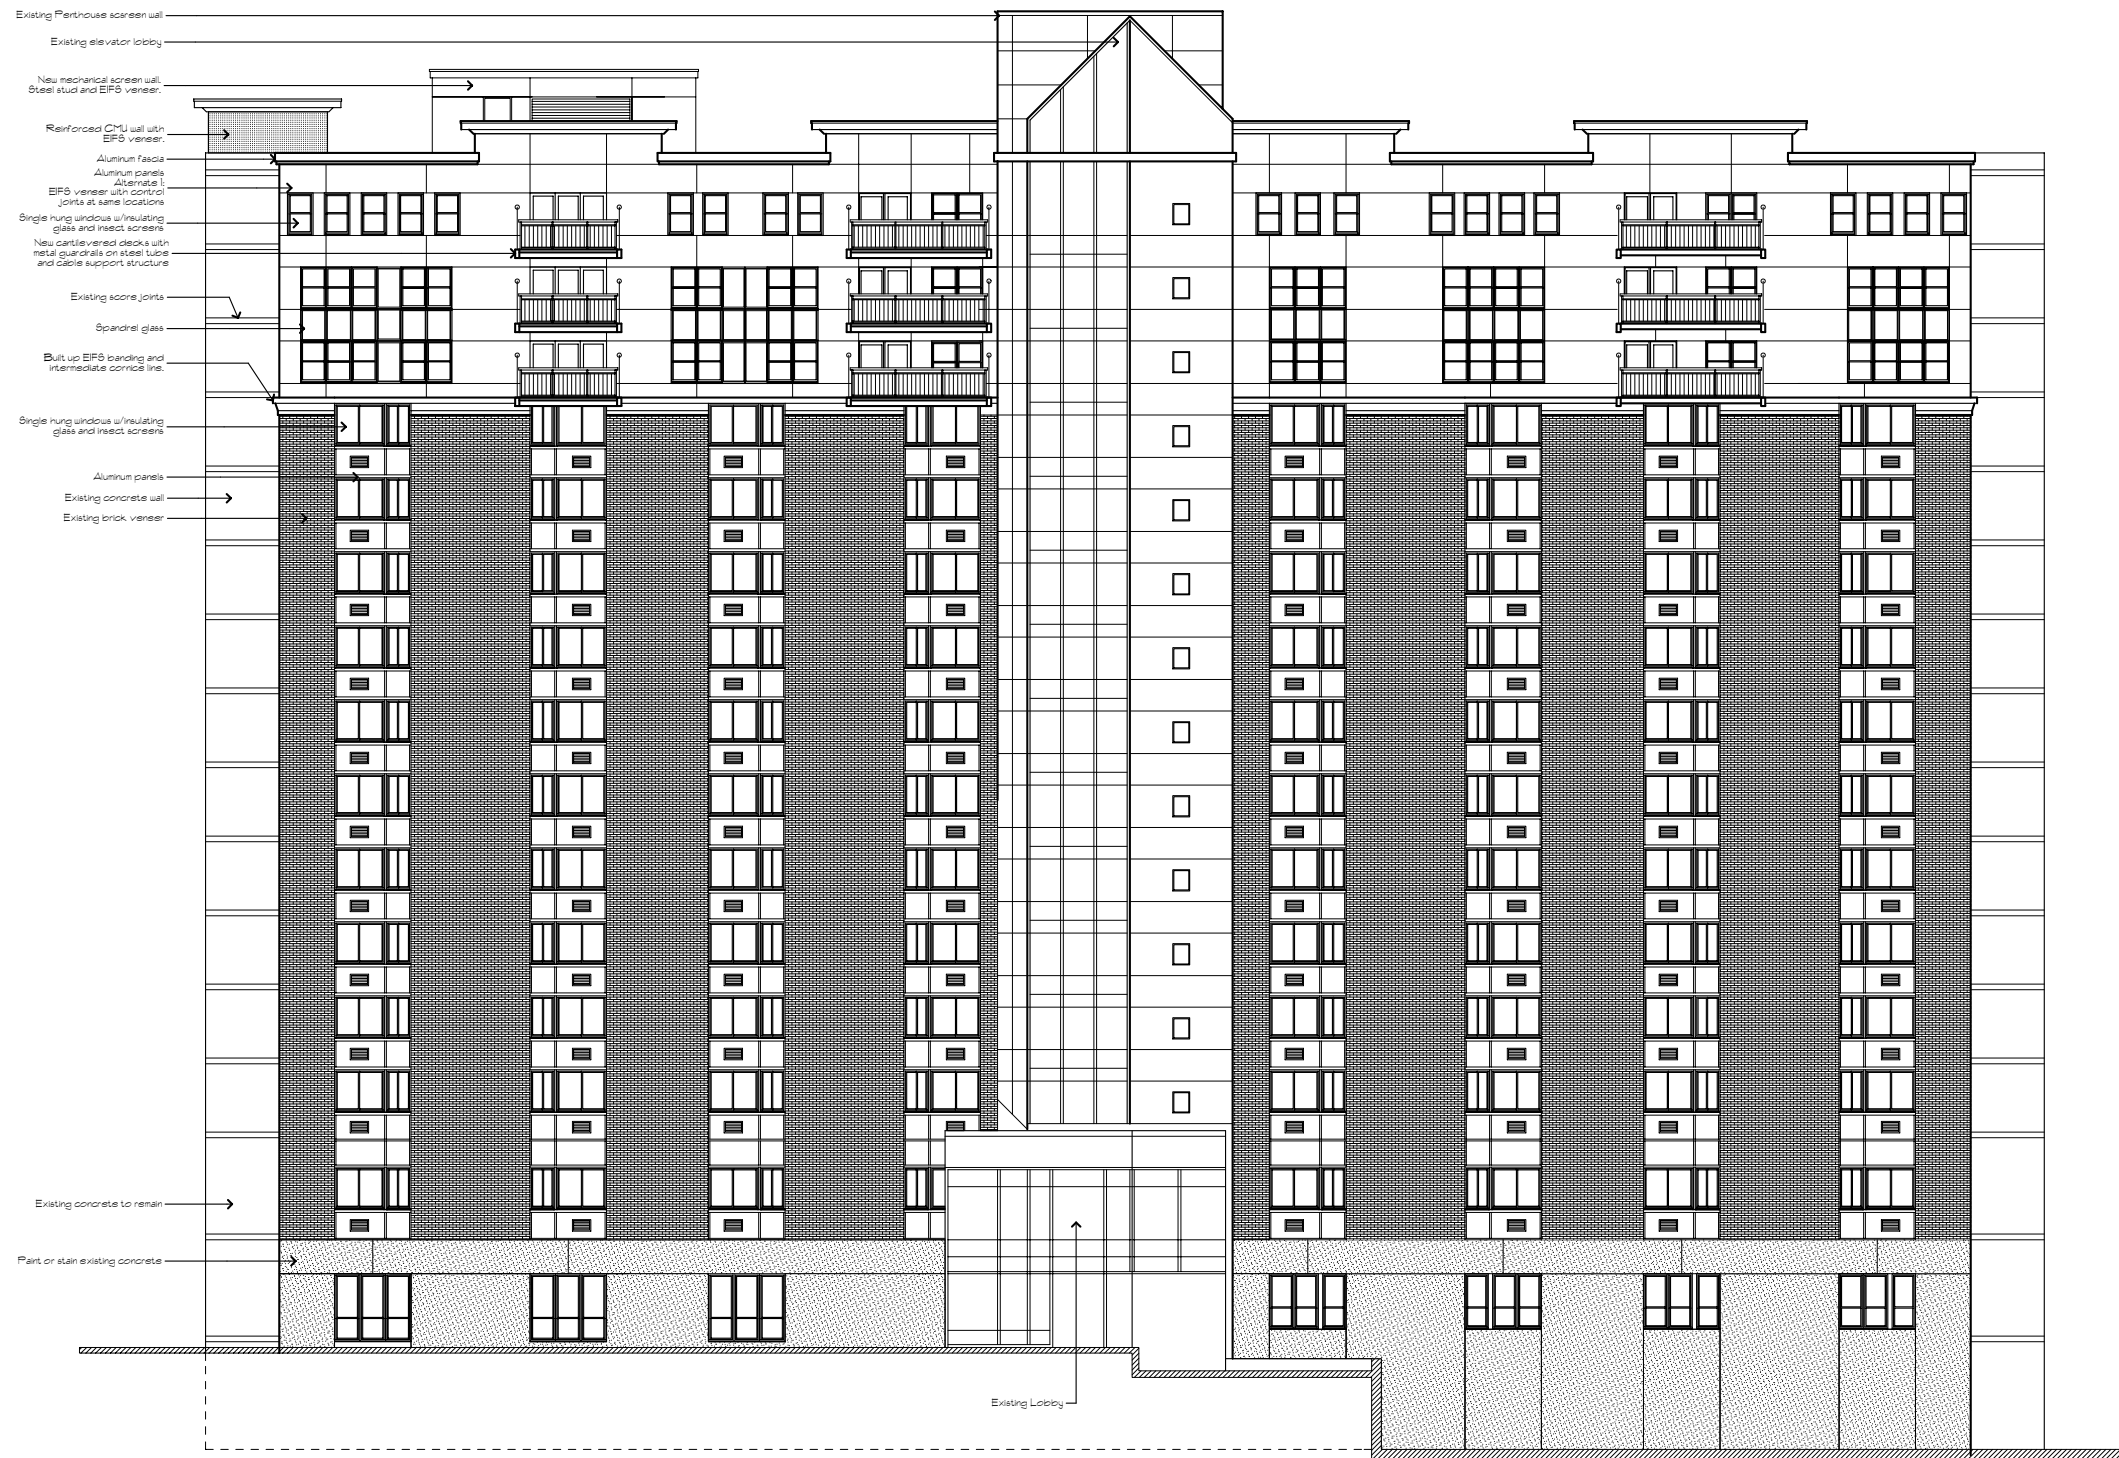 Existing Penthouse screen wall
Existing elevator lobby
New mechanical screen wall.
Steel stud and EIFS veneer.
Reinforced CMU wall with
EIFS veneer.
Aluminum fascia
Aluminum panels
Alternate 1:
EIFS veneer with control
joints at same locations
Single hung windows w/insulating
glass and insect screens
New cantilevered decks with
metal guardrails on steel tube
and cable support structure
Existing score joints
Spandrel glass
Built up EIFS banding and
intermediate cornice line.
Single hung windows w/insulating
glass and insect screens
Aluminum panels
Existing concrete wall
Existing brick veneer
Existing concrete to remain
Paint or stain existing concrete
Existing Lobby